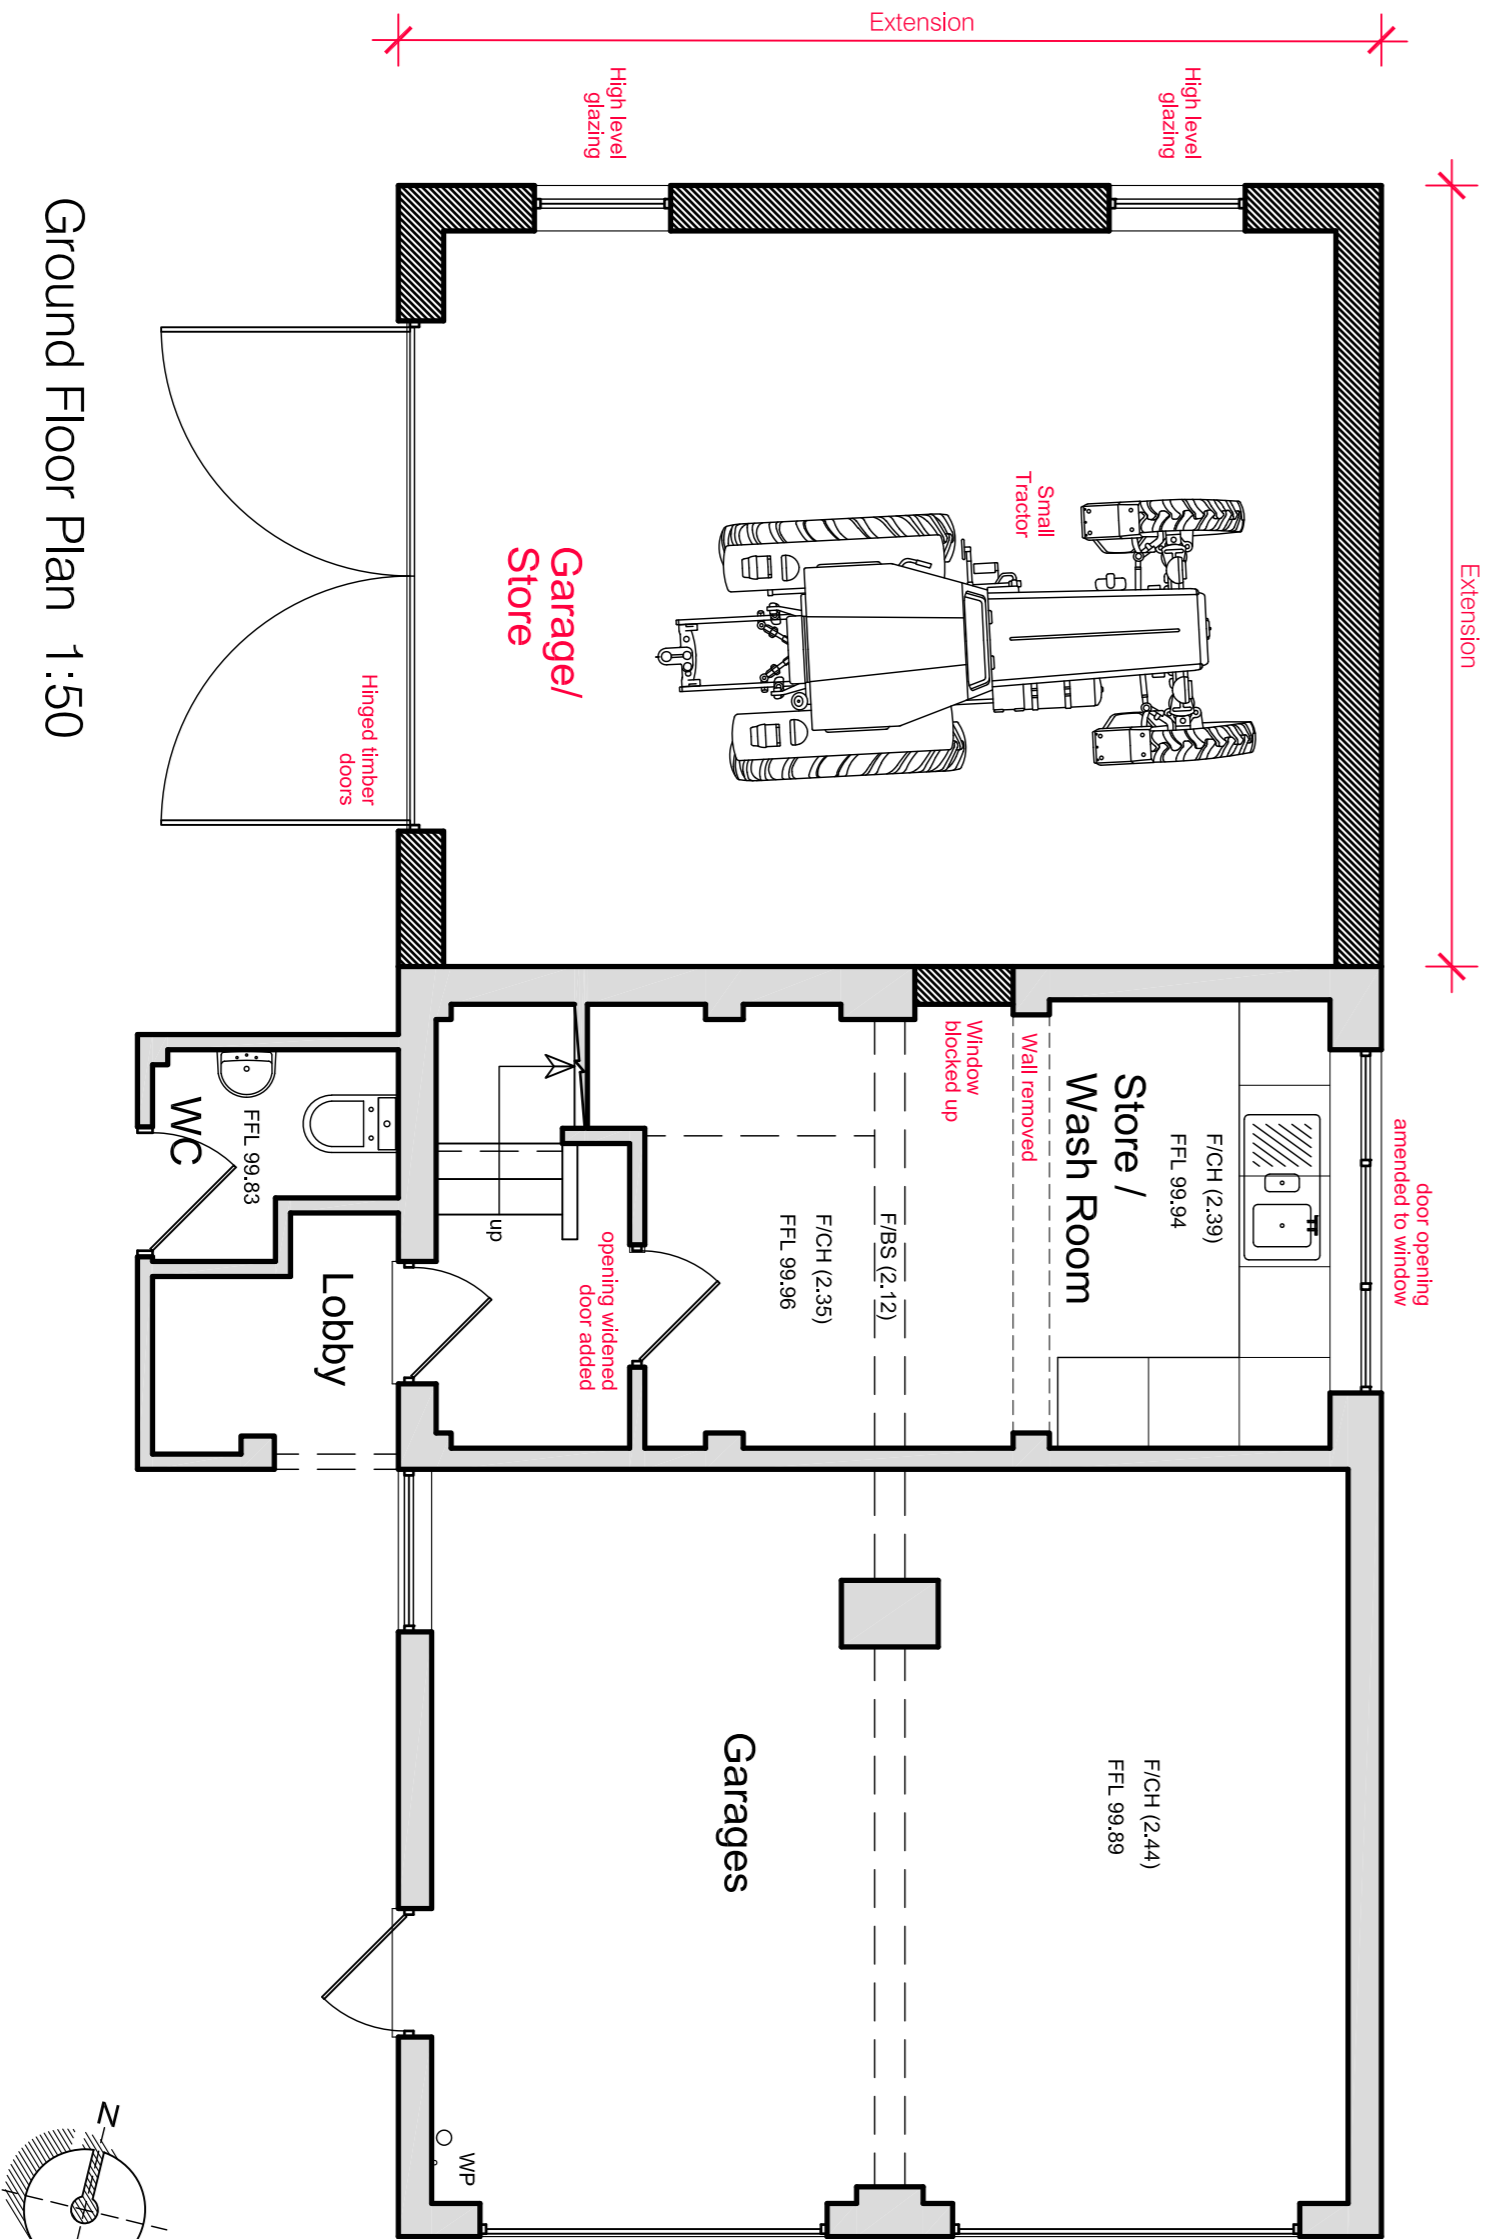 Extension
Extension
High level
glazing
High level
glazing
Small
Tractor
Garage/
Store
Hinged timber
doors
Ground Floor Plan 1:50
door opening
amended to window
F/CH (2.39)
FFL 99.94
Store /
Wash Room
Wall removed
Window
blocked up
F/BS (2.12)
F/CH (2.35)
FFL 99.96
opening widened
door added
up
Lobby
FFL 99.83
WC
F/CH (2.44)
FFL 99.89
Garages
WP
N